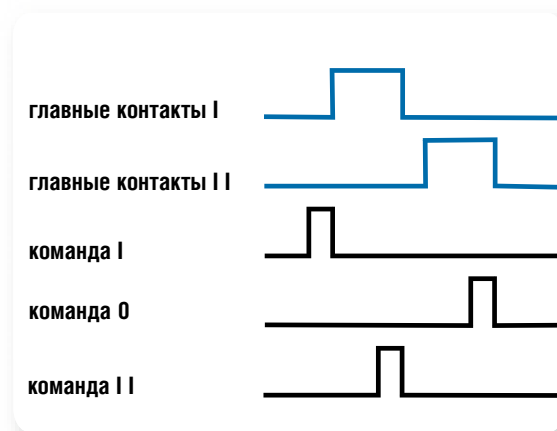 главные контакты I
главные контакты I I
команда I
команда 0
команда I I